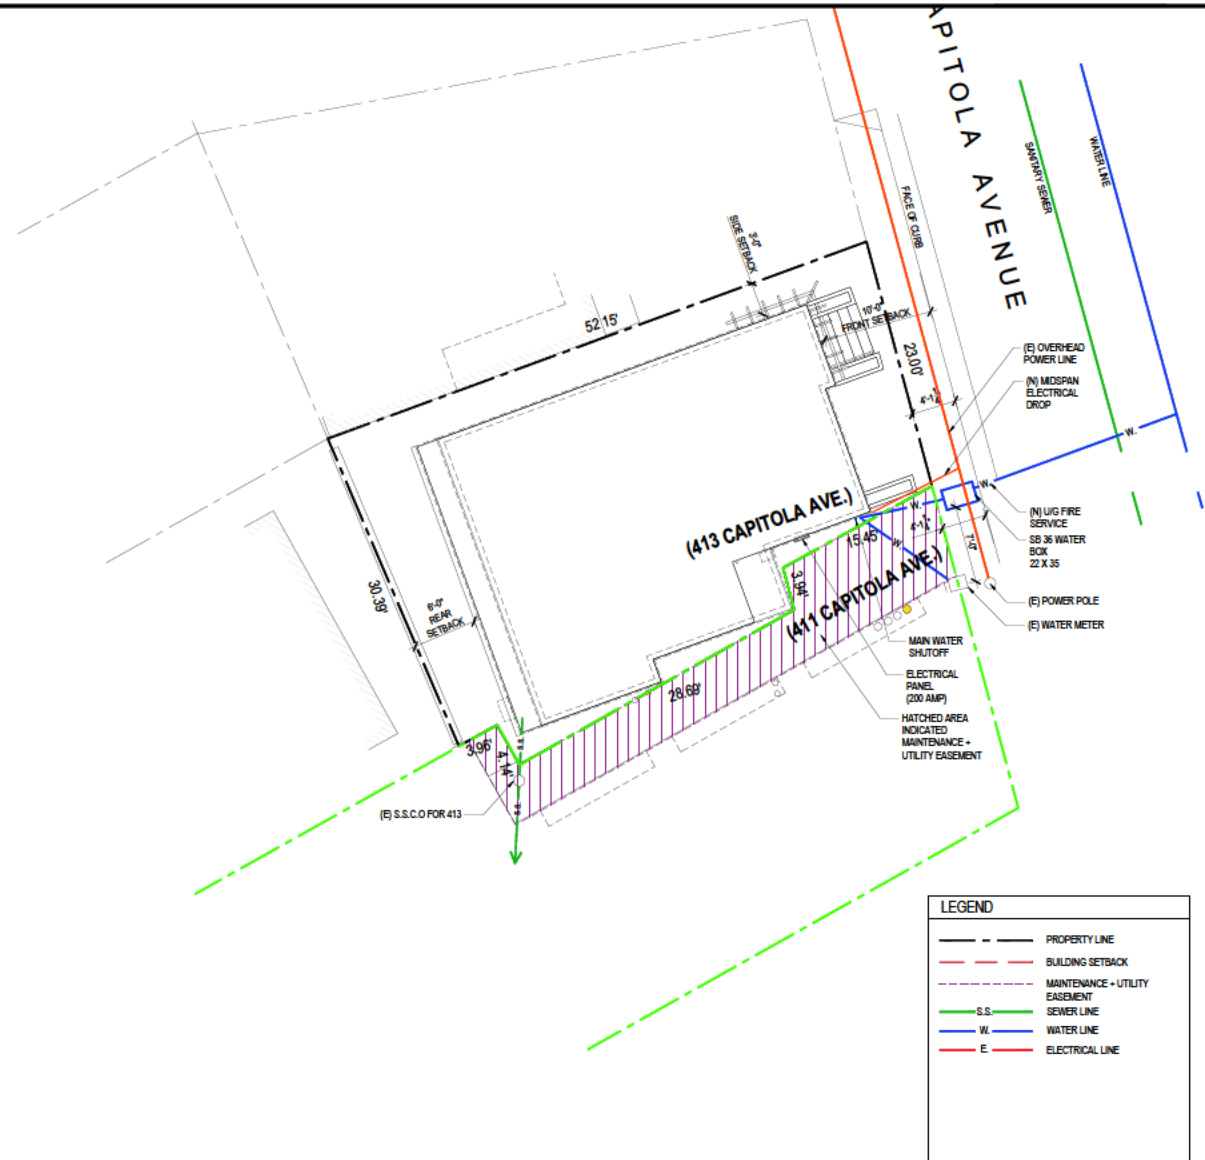 APITOLA AVENUE
SANITARY SEWER
WATER LINE
FACE OF CURB
3'-0"
SIDE SETBACK
10'-0"
FRONT SETBACK
52.15'
23.00'
(E) OVERHEAD
POWER LINE
(N) MIDSPAN
ELECTRICAL
DROP
W.
W.
W.
W.
(413 CAPITOLA AVE.)
15.45'
(N) U/G FIRE
SERVICE
SB 36 WATER
BOX
22 X 35
7'-0"
3.94'
(411 CAPITOLA AVE.)
30.39'
6'-0"
REAR
SETBACK
(E) POWER POLE
(E) WATER METER
MAIN WATER
SHUTOFF
ELECTRICAL
PANEL
(200 AMP)
28.69'
HATCHED AREA
INDICATED
MAINTENANCE +
UTILITY EASEMENT
3.96'
4.14'
S.S.
S.S.
(E) S.S.C.O FOR 413
LEGEND
PROPERTY LINE
BUILDING SETBACK
MAINTENANCE + UTILITY
EASEMENT
S.S. SEWER LINE
W. WATER LINE
E. ELECTRICAL LINE